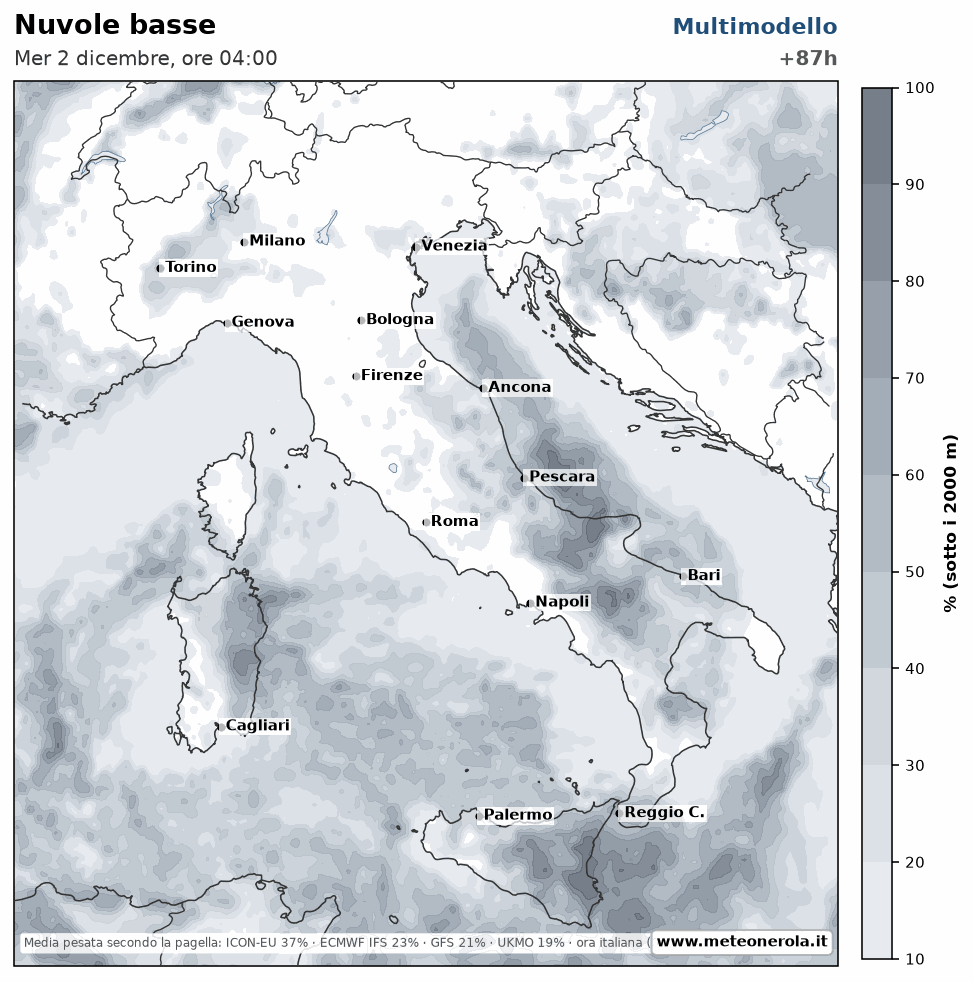 Nuvole basse
Multimodello
Mer 2 dicembre, ore 04:00
+87h
Milano
Venezia
Torino
Genova
Bologna
Firenze
Ancona
Pescara
Roma
Bari
Napoli
Cagliari
Palermo
Reggio C.
Media pesata secondo la pagella: ICON-EU 37% · ECMWF IFS 23% · GFS 21% · UKMO 19% · ora italiana (
www.meteonerola.it
100
90
80
70
60
50
40
30
20
10
% (sotto i 2000 m)